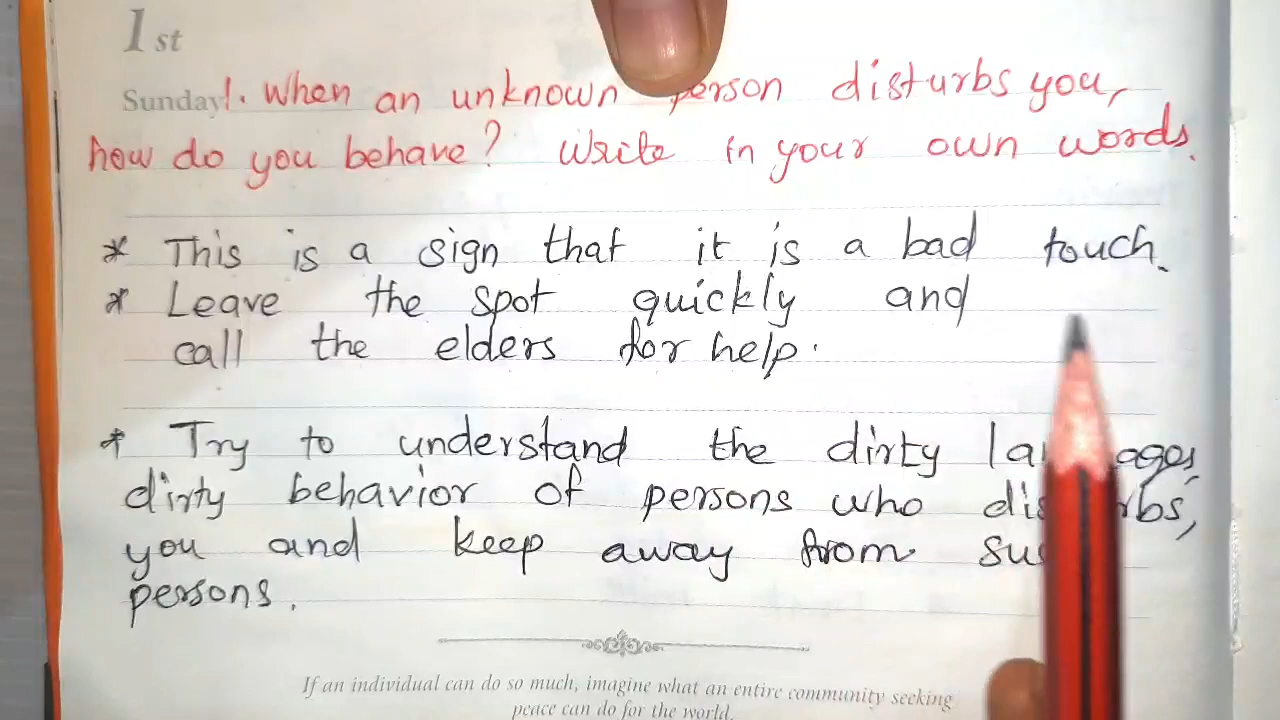 1st
Sunday 1. When an unknown person disturbs you,
how do you behave? Write in your own words.
* This is a sign that it is a bad touch.
* Leave the spot quickly and
call the elders for help.
* Try to understand the dirty
dirty behavior of persons who
you and keep away from
persons.
If an individual can do so much, imagine what an entire community seeking
peace can do for the world.